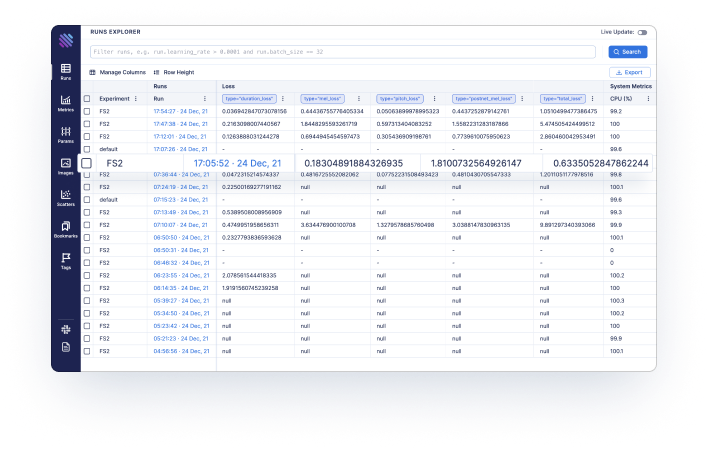 RUNS EXPLORER Live Update:
Filter runs, e.g. run.learning_rate > 0.0001 and run.batch_size == 32 Search
Manage Columns Row Height Export
Runs Loss System Metrics
Experiment Run type="duration_loss" type="mel_loss" type="pitch_loss" type="postnet_mel_loss" type="total_loss" CPU (%)
FS2 17:54:27 · 24 Dec, 21 0.036942847073078156 0.44436755776405334 0.05063899978995323 0.4437252879142761 1.0510499477386475 99.2
FS2 17:47:38 · 24 Dec, 21 0.2163098007440567 1.6448295593261719 0.5973134040832520 1.5582231283187866 5.474505424499512 100
FS2 17:12:01 · 24 Dec, 21 0.1263888031244278 0.6944945454597473 0.305436909198761 0.7739610075950623 2.860460042953491 100
default 17:07:26 · 24 Dec, 21 - - - - - 99.6
FS2 17:05:52 · 24 Dec, 21 0.18304891884326935 1.8100732564926147 0.6335052847862244
FS2 07:36:44 · 24 Dec, 21 0.0472315214574337 0.4816725552082062 0.07752231508493423 0.4810430705547333 1.2011051177978516 99.8
FS2 07:24:19 · 24 Dec, 21 0.22500169277191162 null null null null 100.1
default 07:15:23 · 24 Dec, 21 - - - - - 99.6
FS2 07:13:49 · 24 Dec, 21 0.5389508008956909 null null null null 99.3
FS2 07:10:07 · 24 Dec, 21 0.4749951958656311 3.634476900100708 1.3279578685760498 3.0388147830963135 9.891297340393066 99.9
FS2 06:50:50 · 24 Dec, 21 0.2327793836593628 null null null null 100.1
FS2 06:50:31 · 24 Dec, 21 - - - - - 0
FS2 06:46:32 · 24 Dec, 21 - - - - - 0
FS2 06:23:55 · 24 Dec, 21 2.078561544418335 null null null null 100.2
FS2 06:14:35 · 24 Dec, 21 1.9191560745239258 null null null null 100
FS2 05:39:27 · 24 Dec, 21 null null null null null 100.3
FS2 05:34:50 · 24 Dec, 21 null null null null null 100.2
FS2 05:23:42 · 24 Dec, 21 null null null null null 100
FS2 05:21:23 · 24 Dec, 21 null null null null null 99.9
FS2 04:56:56 · 24 Dec, 21 null null null null null 100.1
Runs
Metrics
Params
Images
Scatters
Bookmarks
Tags